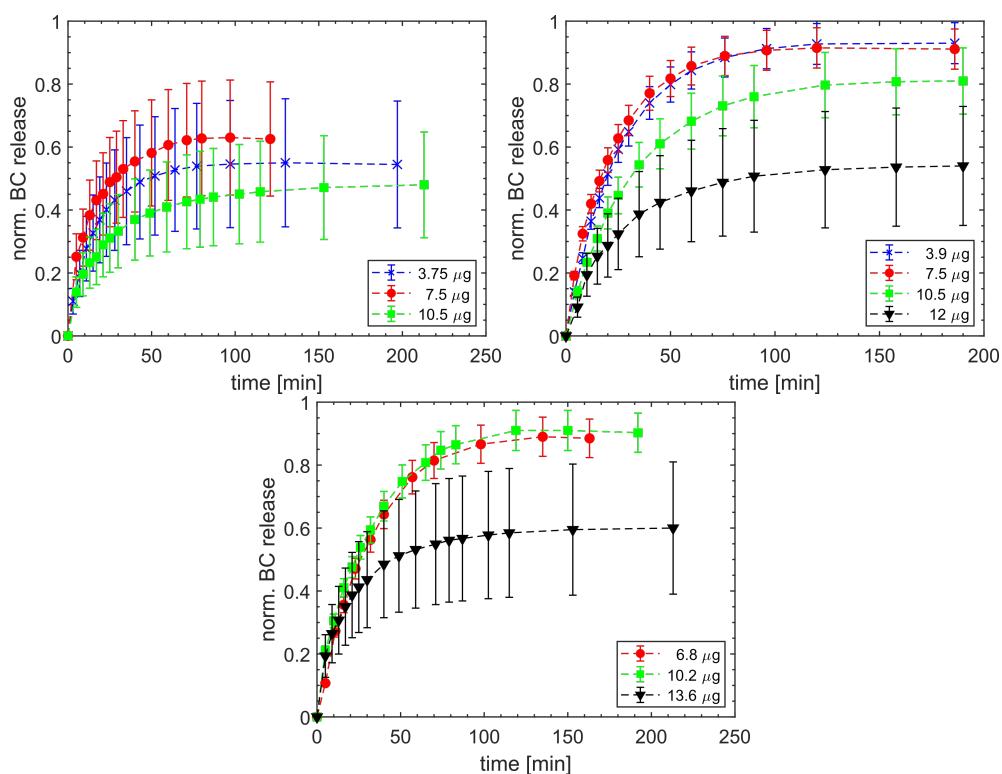 1
0.8
0.6
0.4
0.2
0
norm. BC release
0 50 100 150 200 250
time [min]
3.75 μg
7.5 μg
10.5 μg
1
0.8
0.6
0.4
0.2
0
norm. BC release
0 50 100 150 200
time [min]
3.9 μg
7.5 μg
10.5 μg
12 μg
1
0.8
0.6
0.4
0.2
0
norm. BC release
0 50 100 150 200 250
time [min]
6.8 μg
10.2 μg
13.6 μg